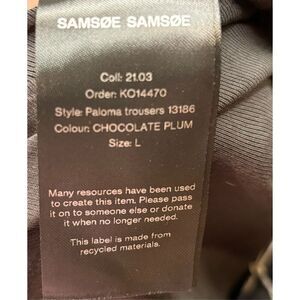 SAMSØE SAMSØE
Coll: 21.03
Order: KO14470
Style: Paloma trousers 13186
Colour: CHOCOLATE PLUM
Size: L
Many resources have been used
to create this item. Please pass
it on to someone else or donate
it when no longer needed.
This label is made from
recycled materials.